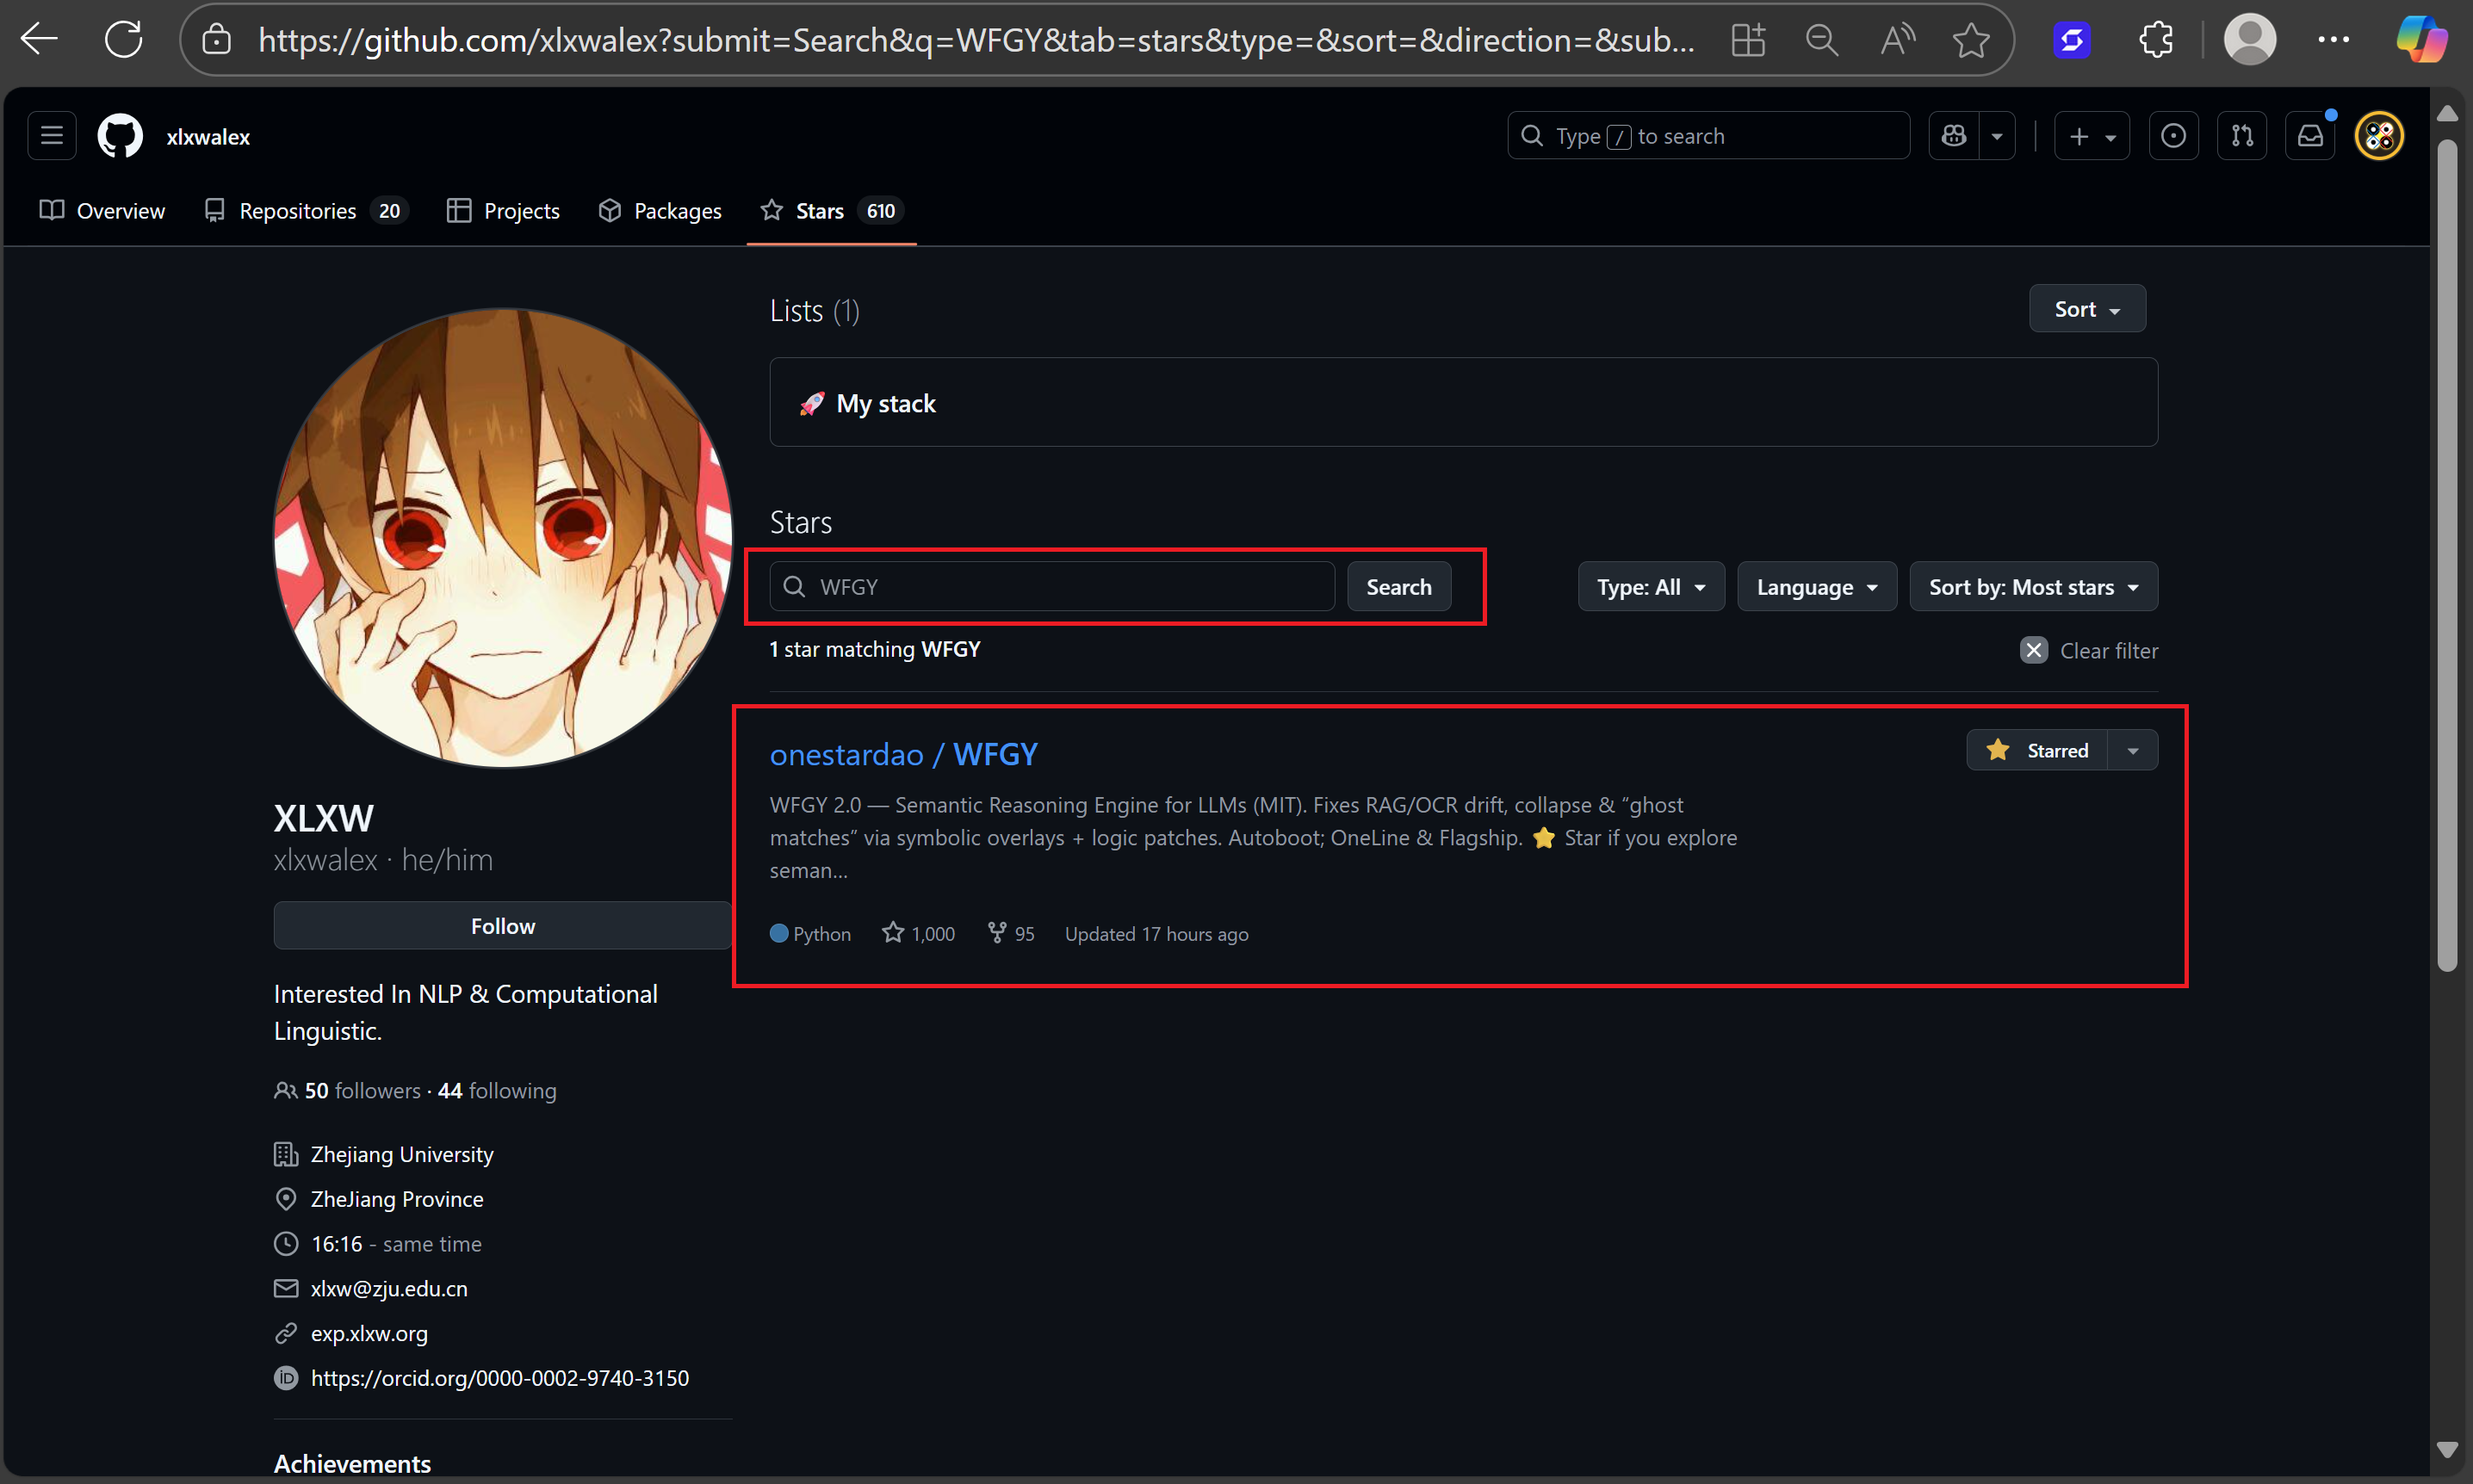 https://github.com/xlxwalex?submit=Search&q=WFGY&tab=stars&type=&sort=&direction=&sub...
xlxwalex
Type / to search
Overview
Repositories 20
Projects
Packages
Stars 610
Lists (1)
Sort
🚀 My stack
Stars
WFGY
Search
Type: All
Language
Sort by: Most stars
1 star matching WFGY
Clear filter
onestardao / WFGY
Starred
WFGY 2.0 — Semantic Reasoning Engine for LLMs (MIT). Fixes RAG/OCR drift, collapse & “ghost
matches” via symbolic overlays + logic patches. Autoboot; OneLine & Flagship. ⭐ Star if you explore
seman...
Python 1,000 95 Updated 17 hours ago
XLXW
xlxwalex · he/him
Follow
Interested In NLP & Computational
Linguistic.
50 followers · 44 following
Zhejiang University
ZheJiang Province
16:16 - same time
xlxw@zju.edu.cn
exp.xlxw.org
https://orcid.org/0000-0002-9740-3150
Achievements